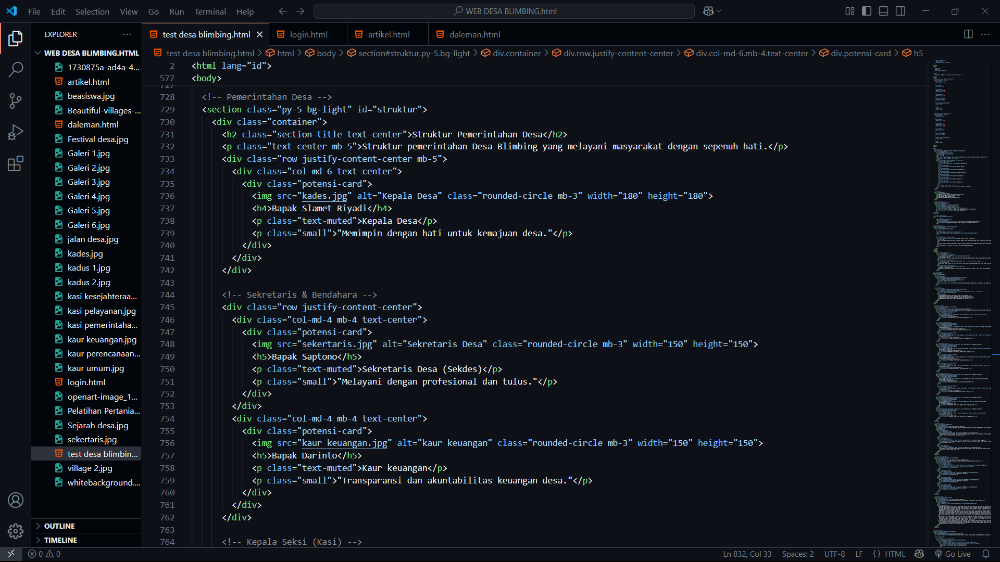 File Edit Selection View Go Run Terminal Help
WEB DESA BLIMBING.html
EXPLORER
test desa blimbing.html
login.html
artikel.html
daleman.html
WEB DESA BLIMBING.HTML
1730875a-ad4a-4...
artikel.html
beasiswa.jpg
Beautiful-villages-...
daleman.html
Festival desa.jpg
Galeri 1.jpg
Galeri 2.jpg
Galeri 3.jpg
Galeri 4.jpg
Galeri 5.jpg
Galeri 6.jpg
jalan desa.jpg
kades.jpg
kadus 1.jpg
kadus 2.jpg
kasi kesejahteraa...
kasi pelayanan.jpg
kasi pemerintaha...
kaur keuangan.jpg
kaur perencanaan...
kaur umum.jpg
login.html
openart-image_1...
Pelatihan Pertania...
Sejarah desa.jpg
sekertaris.jpg
test desa blimbin...
village 2.jpg
whitebackground....
OUTLINE
TIMELINE
test desa blimbing.html > html > body > section#struktur.py-5.bg-light > div.container > div.row.justify-content-center > div.col-md-6.mb-4.text-center > div.potensi-card > h5
2 <html lang="id">
577 <body>
727
728 <!-- Pemerintahan Desa -->
729 <section class="py-5 bg-light" id="struktur">
730 <div class="container">
731 <h2 class="section-title text-center">Struktur Pemerintahan Desa</h2>
732 <p class="text-center mb-5">Struktur pemerintahan Desa Blimbing yang melayani masyarakat dengan sepenuh hati.</p>
733 <div class="row justify-content-center mb-5">
734 <div class="col-md-6 text-center">
735 <div class="potensi-card">
736 <img src="kades.jpg" alt="Kepala Desa" class="rounded-circle mb-3" width="180" height="180">
737 <h4>Bapak Slamet Riyadi</h4>
738 <p class="text-muted">Kepala Desa</p>
739 <p class="small">"Memimpin dengan hati untuk kemajuan desa."</p>
740 </div>
741 </div>
742 </div>
743
744 <!-- Sekretaris & Bendahara -->
745 <div class="row justify-content-center">
746 <div class="col-md-4 mb-4 text-center">
747 <div class="potensi-card">
748 <img src="sekertaris.jpg" alt="Sekretaris Desa" class="rounded-circle mb-3" width="150" height="150">
749 <h5>Bapak Saptono</h5>
750 <p class="text-muted">Sekretaris Desa (Sekdes)</p>
751 <p class="small">"Melayani dengan profesional dan tulus."</p>
752 </div>
753 </div>
754 <div class="col-md-4 mb-4 text-center">
755 <div class="potensi-card">
756 <img src="kaur keuangan.jpg" alt="kaur keuangan" class="rounded-circle mb-3" width="150" height="150">
757 <h5>Bapak Darinto</h5>
758 <p class="text-muted">Kaur keuangan</p>
759 <p class="small">"Transparansi dan akuntabilitas keuangan desa."</p>
760 </div>
761 </div>
762 </div>
763
764 <!-- Kepala Seksi (Kasi) -->
0 0
Ln 832, Col 33 Spaces: 2 UTF-8 LF {} HTML Go Live